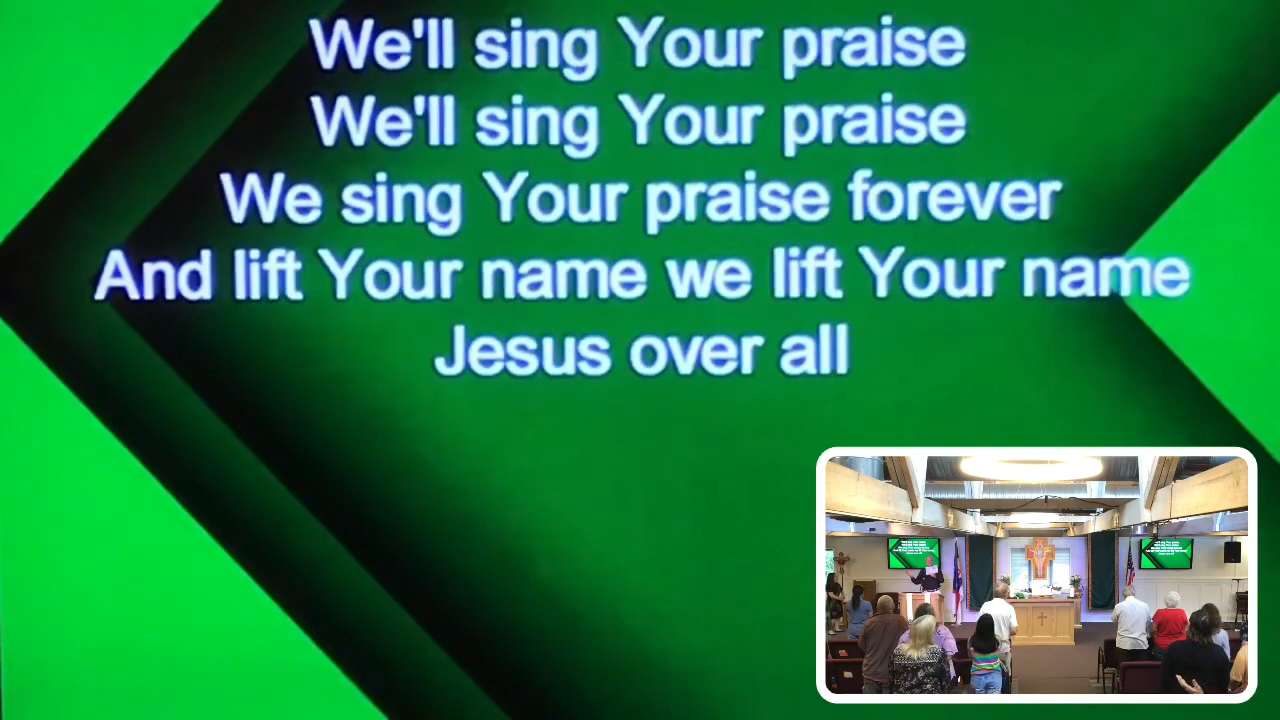 We'll sing Your praise
We'll sing Your praise
We sing Your praise forever
And lift Your name we lift Your name
Jesus over all